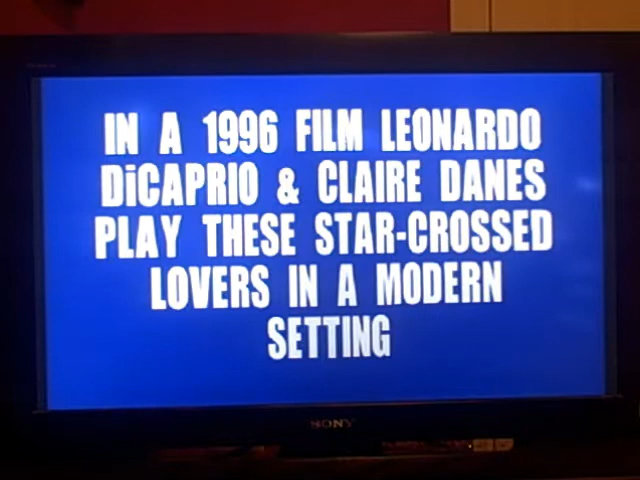 IN A 1996 FILM LEONARDO
DiCAPRIO & CLAIRE DANES
PLAY THESE STAR-CROSSED
LOVERS IN A MODERN
SETTING
SONY